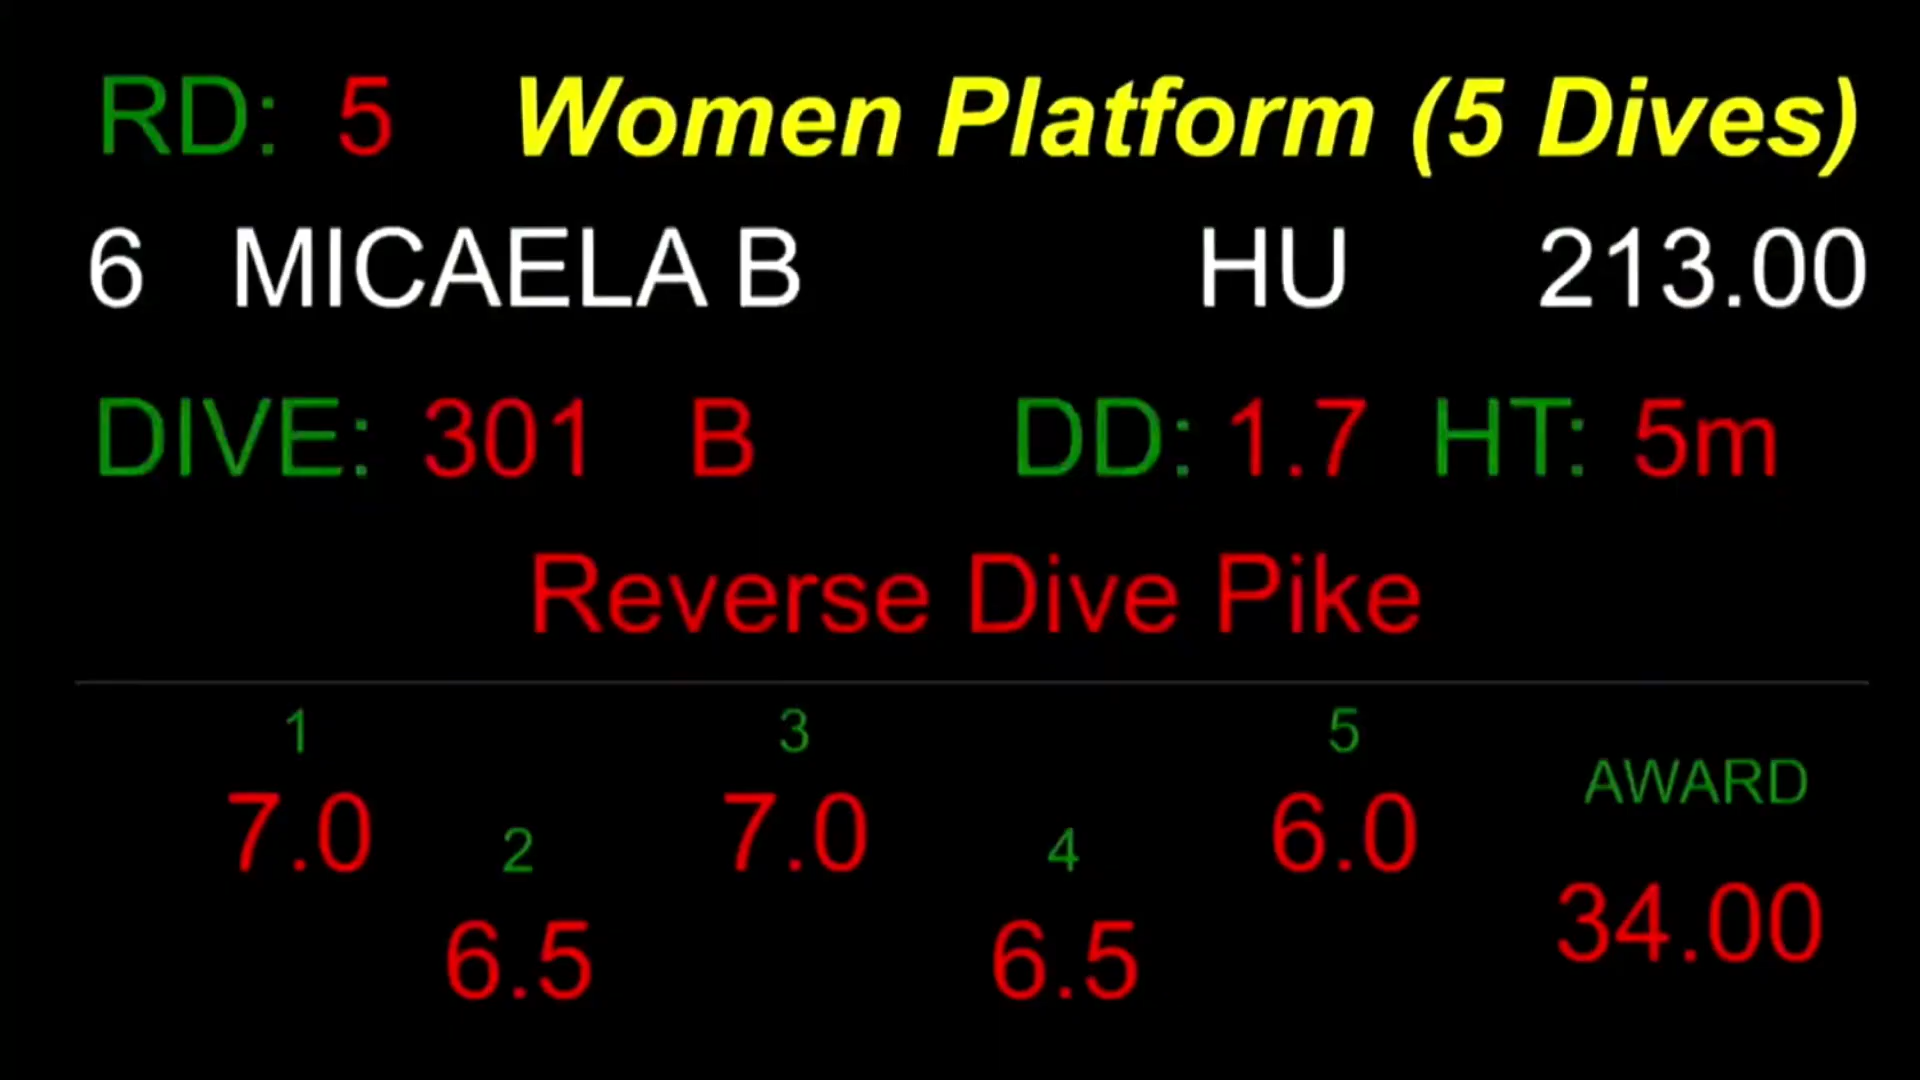 RD: 5 Women Platform (5 Dives)
6 MICAELA B HU 213.00
DIVE: 301 B DD: 1.7 HT: 5m
Reverse Dive Pike
1 3 5
AWARD
7.0 7.0 6.0
2 4
34.00
6.5 6.5